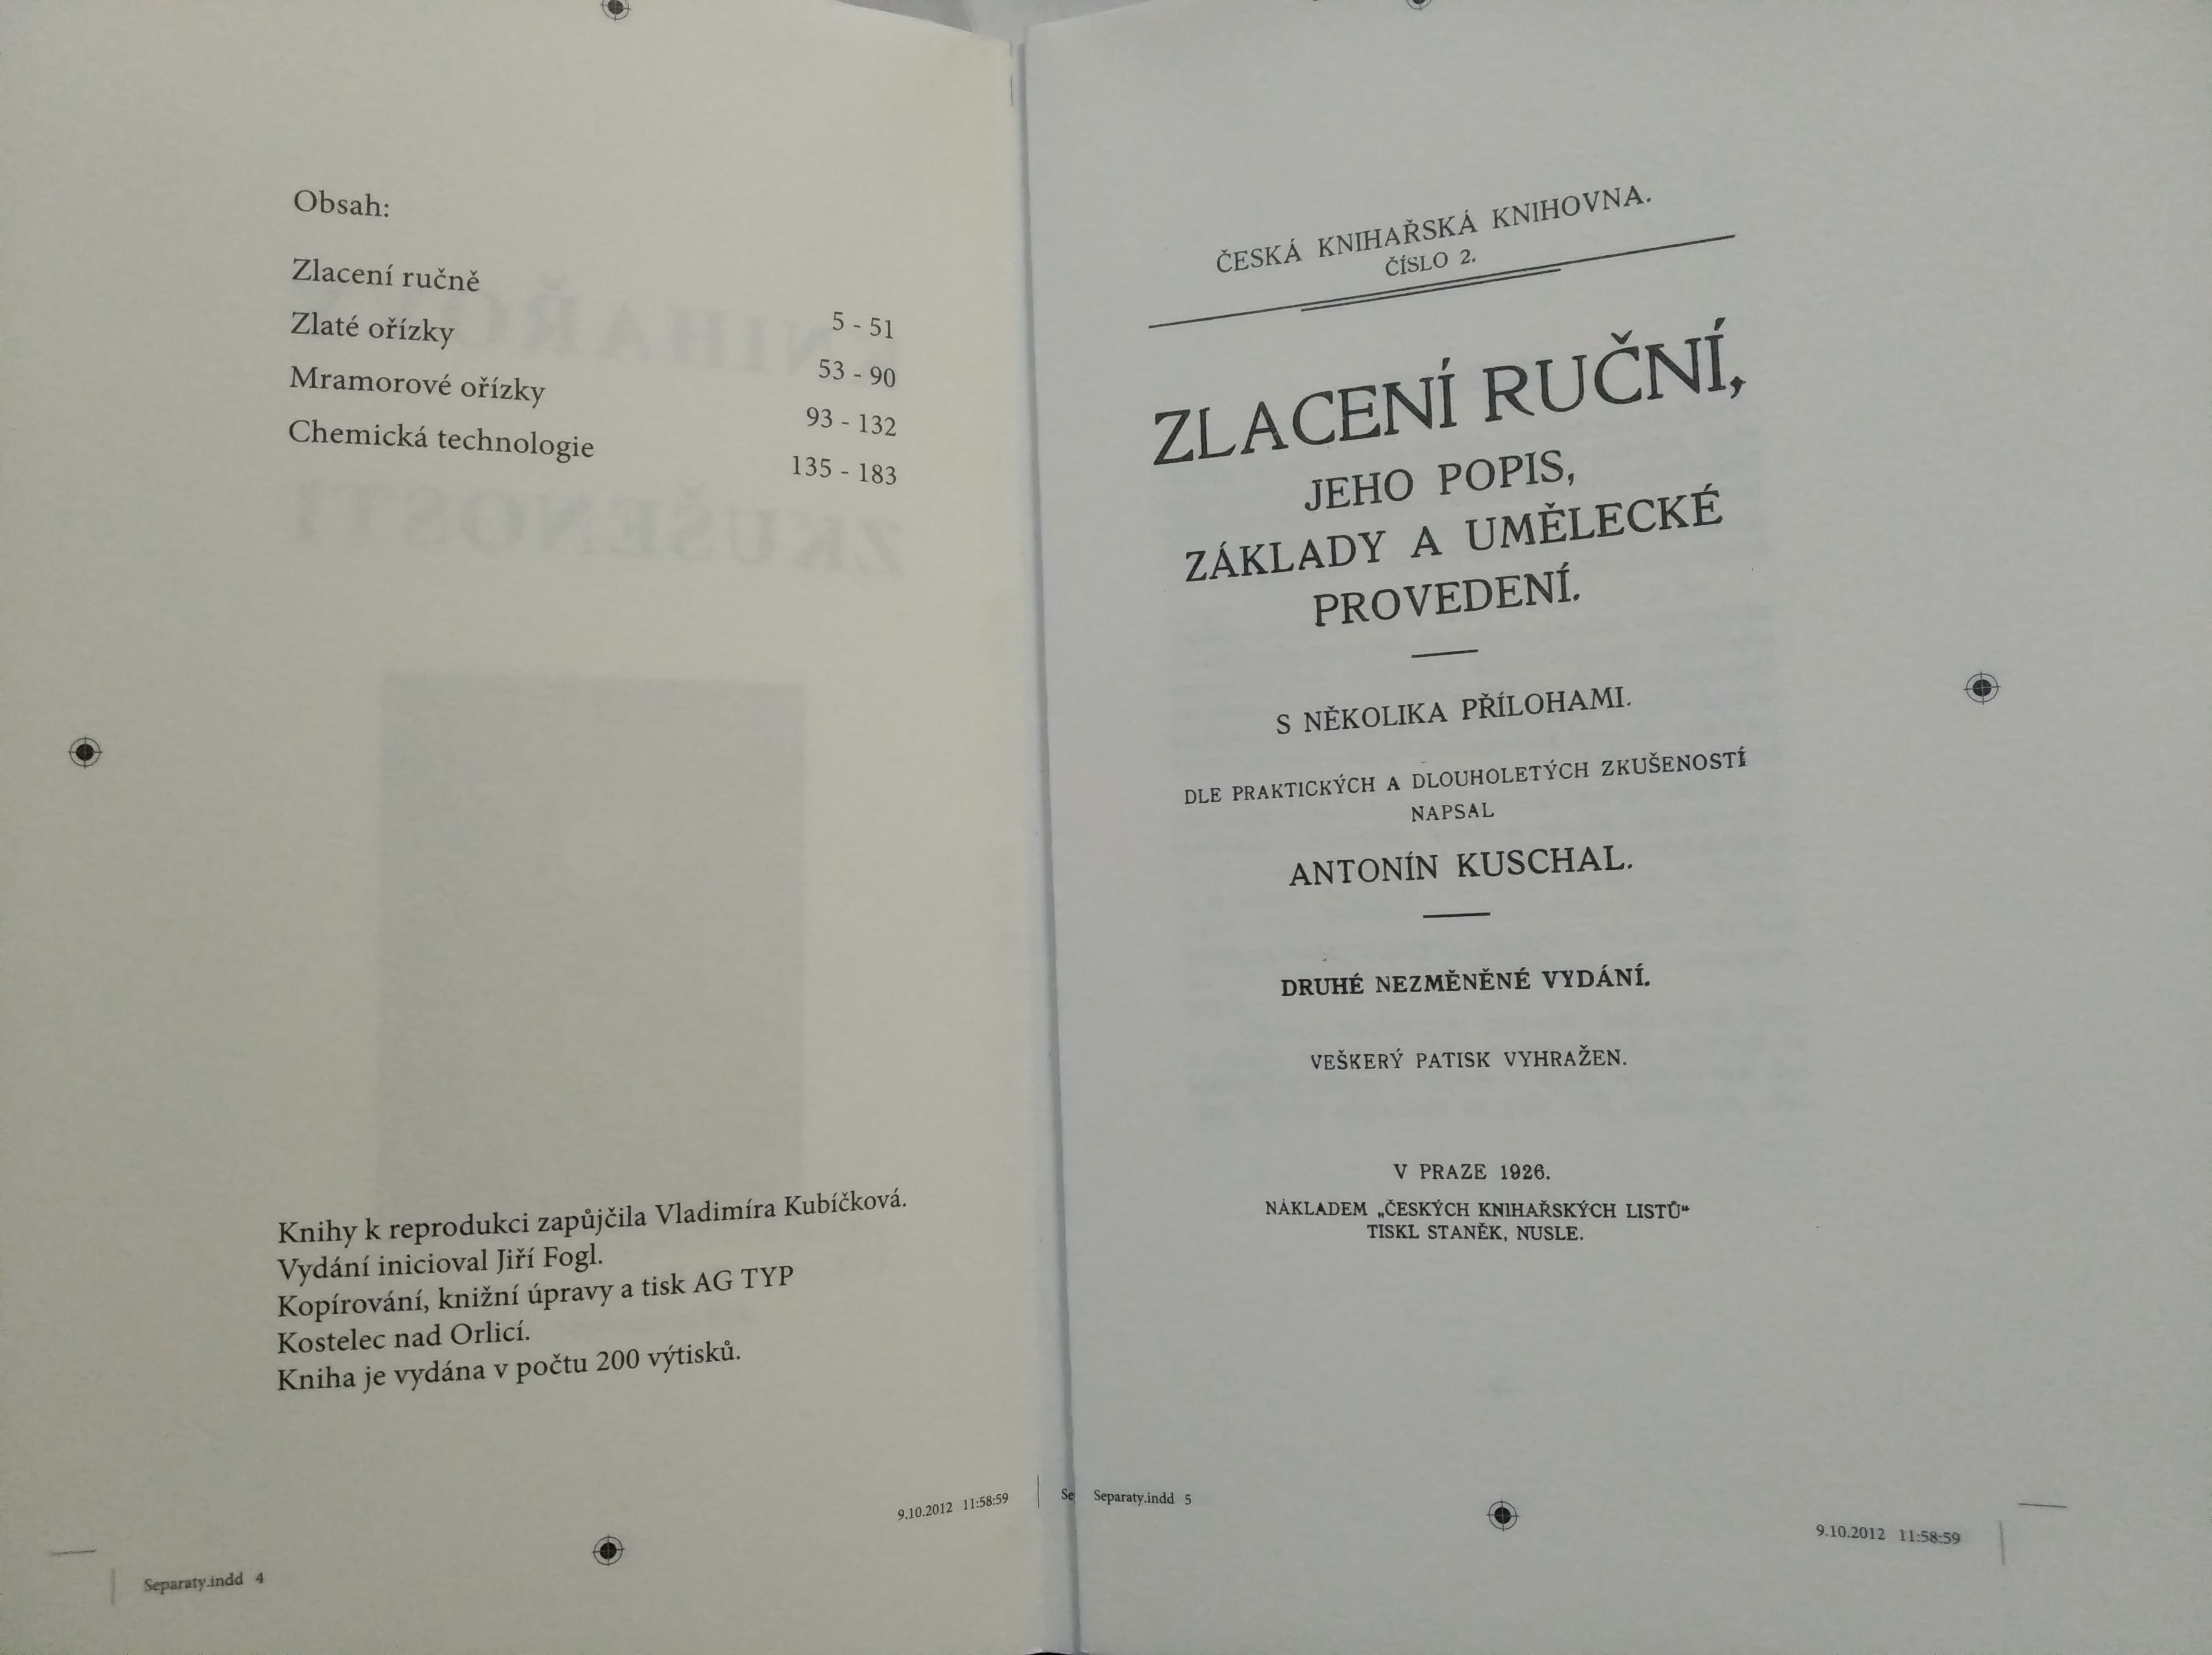 Obsah:
Zlacení ručně 5 - 51
Zlaté ořízky 53 - 90
Mramorové ořízky 93 - 132
Chemická technologie 135 - 183
Knihy k reprodukci zapůjčila Vladimíra Kubíčková.
Vydání inicioval Jiří Fogl.
Kopírování, knižní úpravy a tisk AG TYP
Kostelec nad Orlicí.
Kniha je vydána v počtu 200 výtisků.
Separaty.indd 4
9.10.2012 11:58:59
Se
ČESKÁ KNIHAŘSKÁ KNIHOVNA.
ČÍSLO 2.
ZLACENÍ RUČNÍ,
JEHO POPIS,
ZÁKLADY A UMĚLECKÉ
PROVEDENÍ.
S NĚKOLIKA PŘÍLOHAMI.
DLE PRAKTICKÝCH A DLOUHOLETÝCH ZKUŠENOSTÍ
NAPSAL
ANTONÍN KUSCHAL.
DRUHÉ NEZMĚNĚNÉ VYDÁNÍ.
VEŠKERÝ PATISK VYHRAŽEN.
V PRAZE 1926.
NÁKLADEM „ČESKÝCH KNIHAŘSKÝCH LISTŮ“
TISKL STANĚK, NUSLE.
Separaty.indd 5
9.10.2012 11:58:59